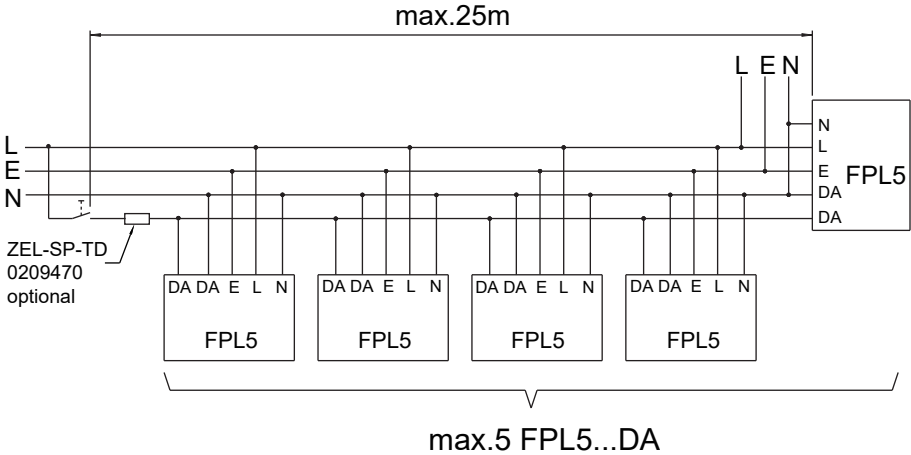 max.25m
L E N
L
E
N
N
L
E
DA
DA
FPL5
ZEL-SP-TD
0209470
optional
DA DA E L N
FPL5
DA DA E L N
FPL5
DA DA E L N
FPL5
DA DA E L N
FPL5
max.5 FPL5...DA